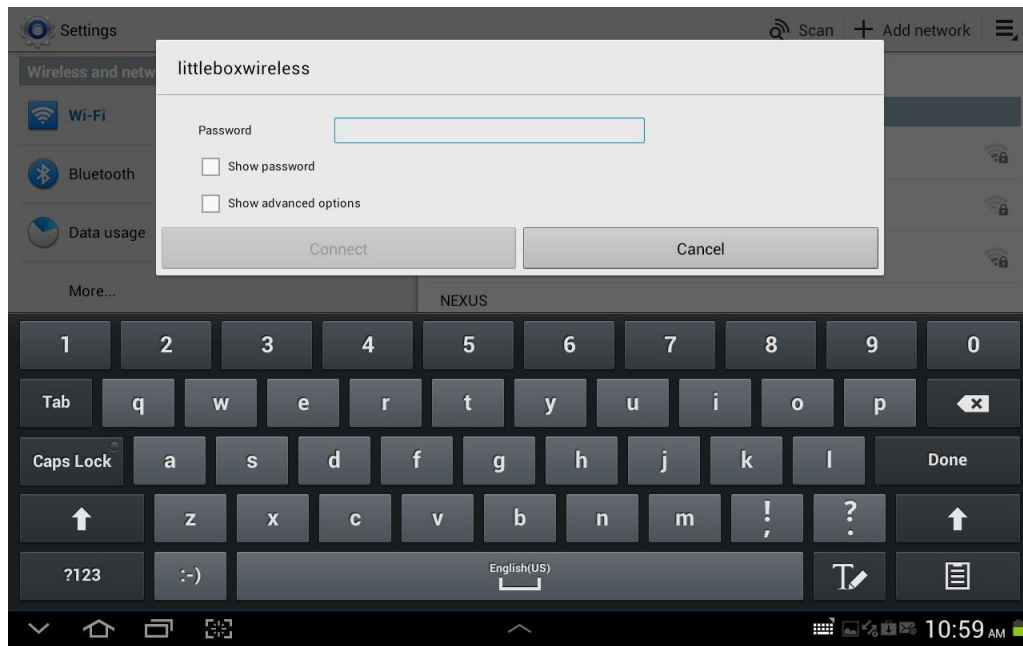 Settings
Scan
Add network
Wireless and netw
littleboxwireless
Wi-Fi
Password
Bluetooth
Show password
Show advanced options
Data usage
Connect
Cancel
More...
NEXUS
1 2 3 4 5 6 7 8 9 0
Tab q w e r t y u i o p
Caps Lock a s d f g h j k l Done
z x c v b n m ! , ? .
?123 :-) English(US) T
10:59 AM